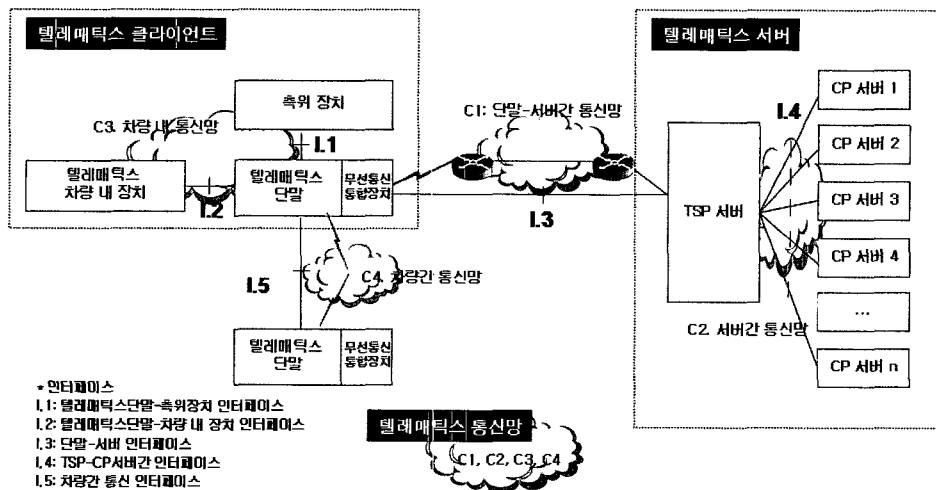 텔레매틱스 클라이언트
측위 장치
C3. 차량 내 통신망
I.1
텔레매틱스
차량 내 장치
I.2
텔레매틱스
단말
무선통신
통합장치
C1: 단말-서버간 통신망
I.3
I.5
C4. 차량간 통신망
텔레매틱스
단말
무선통신
통합장치
텔레매틱스 서버
TSP 서버
I.4
CP 서버 1
CP 서버 2
CP 서버 3
CP 서버 4
...
CP 서버 n
C2. 서버간 통신망
* 인터페이스
I.1: 텔레매틱스단말-측위장치 인터페이스
I.2: 텔레매틱스단말-차량 내 장치 인터페이스
I.3: 단말-서버 인터페이스
I.4: TSP-CP서버간 인터페이스
I.5: 차량간 통신 인터페이스
텔레매틱스 통신망
C1, C2, C3, C4